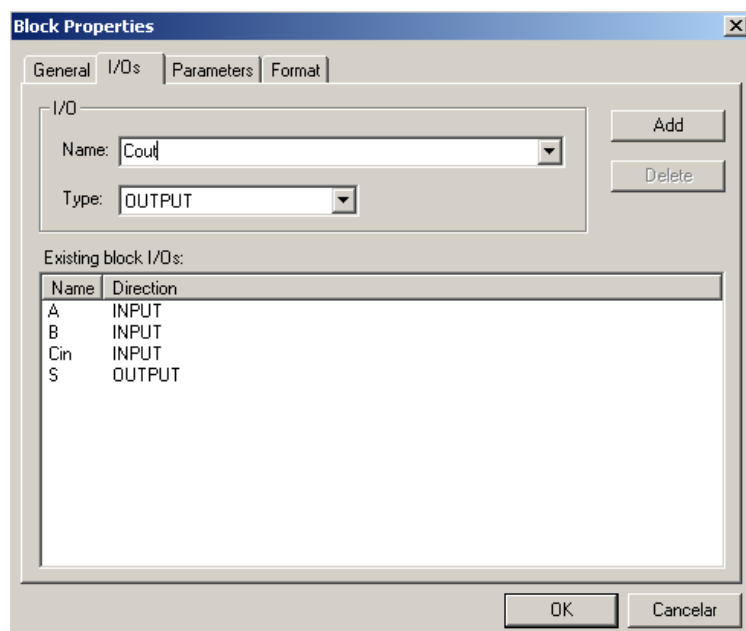 Block Properties
General I/Os Parameters Format
I/O
Name: Cout
Add
Type: OUTPUT
Delete
Existing block I/Os:
Name Direction
A INPUT
B INPUT
Cin INPUT
S OUTPUT
OK Cancelar